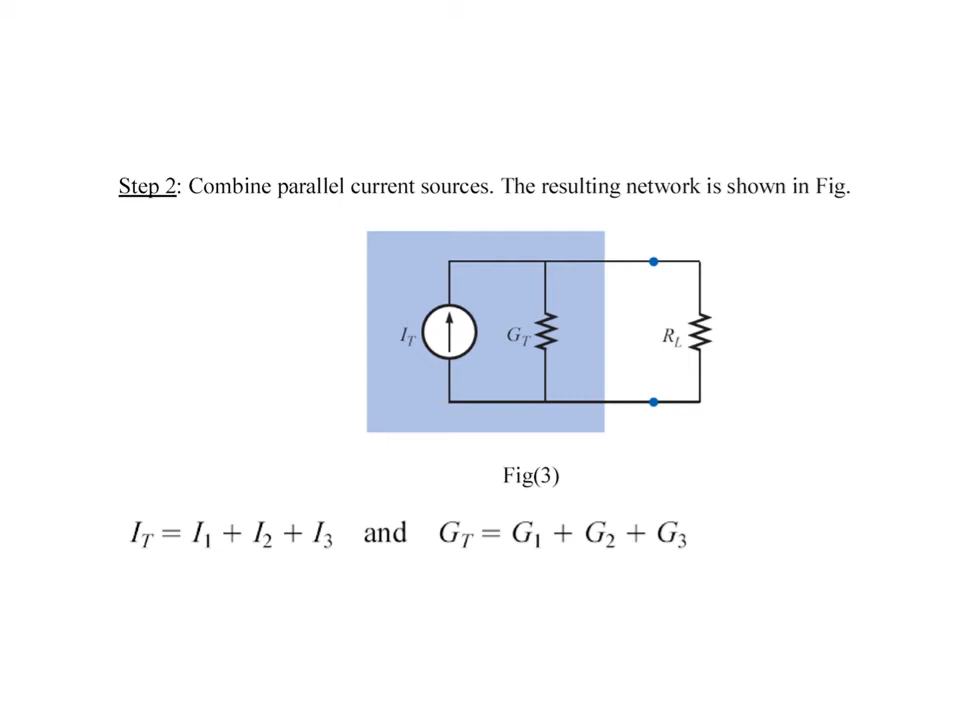 Step 2: Combine parallel current sources. The resulting network is shown in Fig.
I_T G_T R_L
Fig(3)
I_T = I_1 + I_2 + I_3 and G_T = G_1 + G_2 + G_3